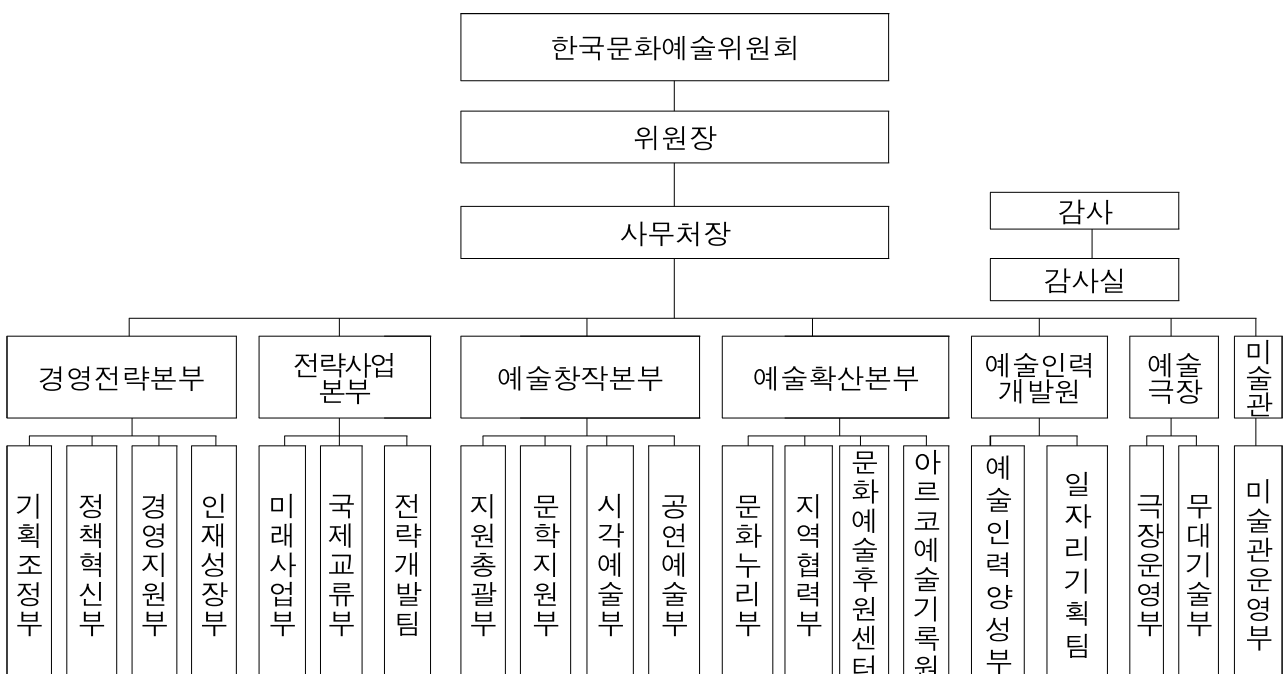 한국문화예술위원회
위원장
사무처장
감사
감사실
경영전략본부
전략사업
본부
예술창작본부
예술확산본부
예술인력
개발원
예술
극장
미술관
기획조정부
정책혁신부
경영지원부
인재성장부
미래사업부
국제교류부
전략개발팀
지원총괄부
문학지원부
시각예술부
공연예술부
문화누리부
지역협력부
문화예술후원센터
아르코예술기록원
예술인력양성부
일자리기획팀
극장운영부
무대기술부
미술관운영부